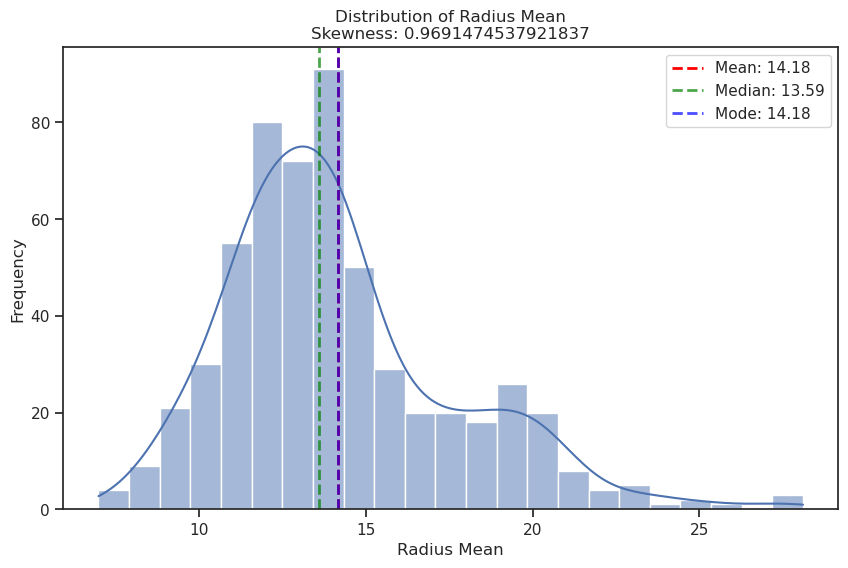 Distribution of Radius Mean
Skewness: 0.9691474537921837
Mean: 14.18
Median: 13.59
Mode: 14.18
Frequency
80
60
40
20
0
10 15 20 25
Radius Mean